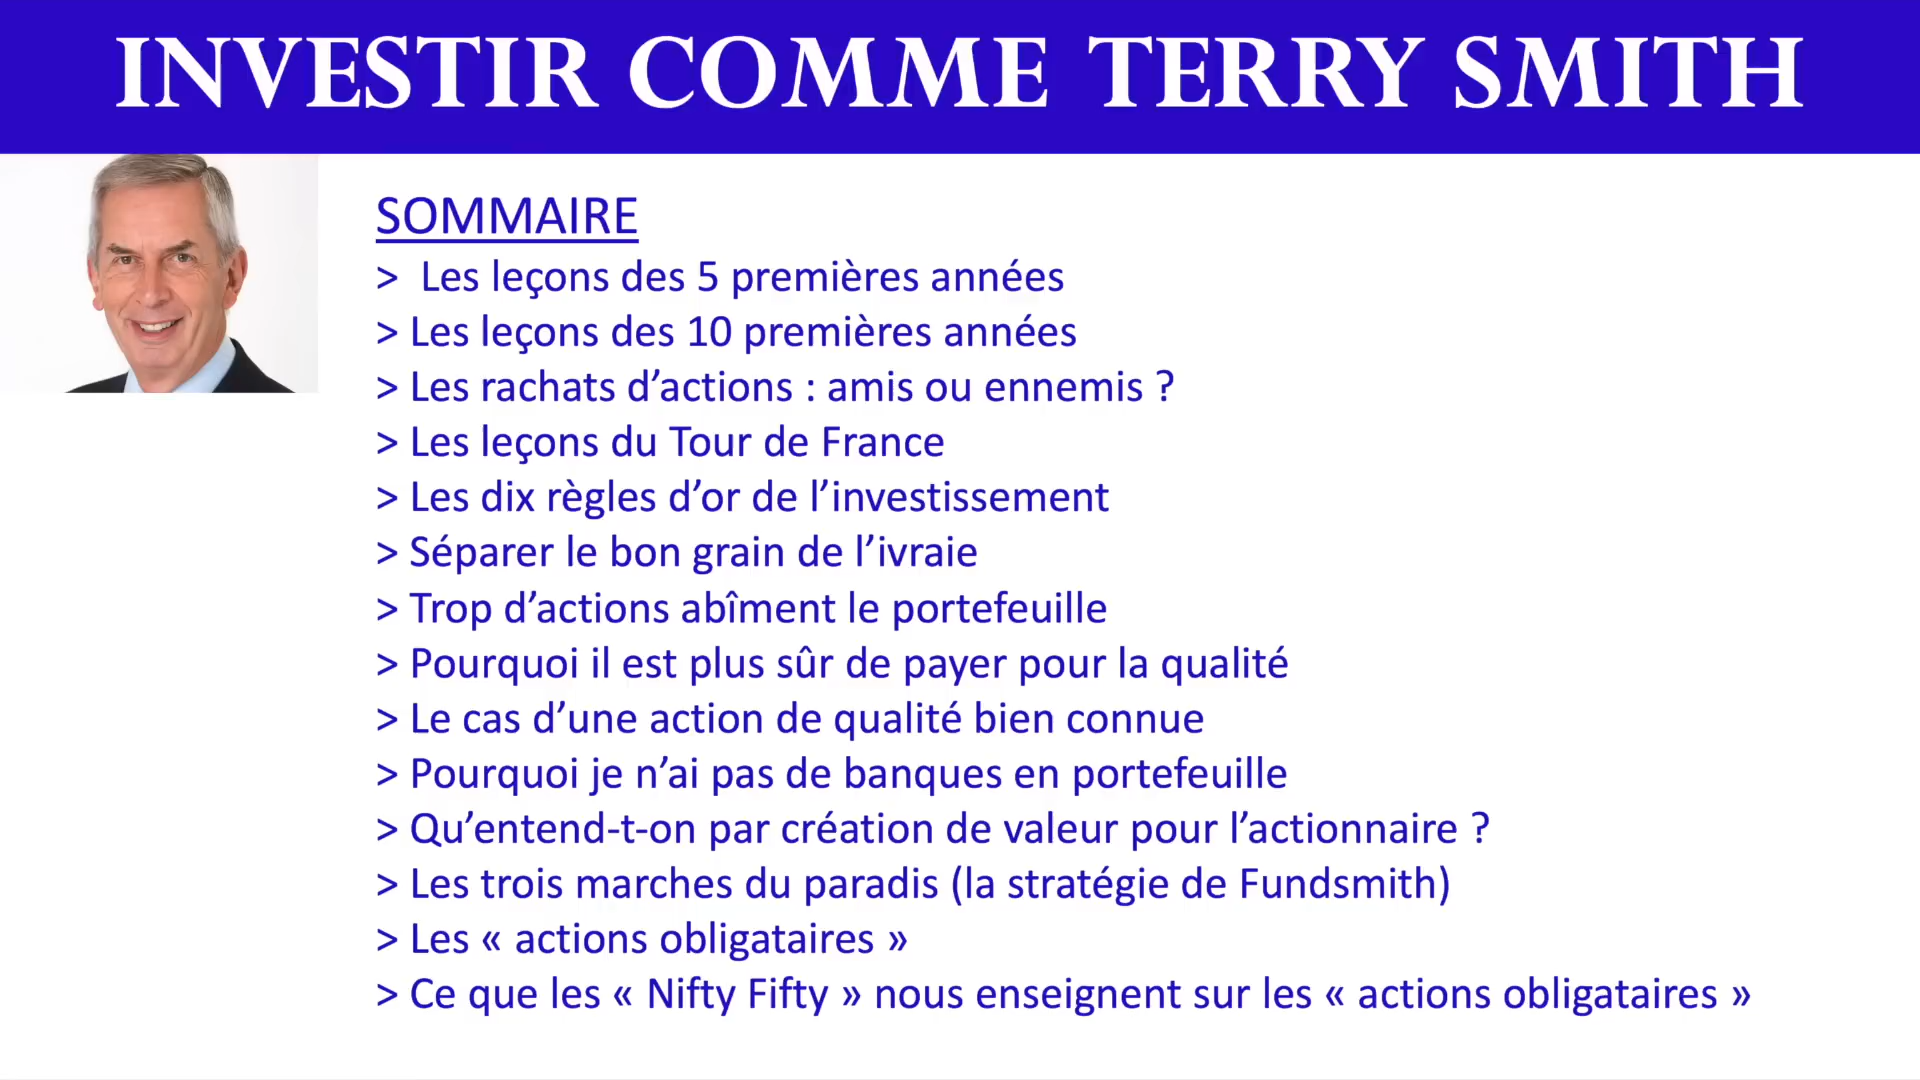 INVESTIR COMME TERRY SMITH
SOMMAIRE
> Les leçons des 5 premières années
> Les leçons des 10 premières années
> Les rachats d’actions : amis ou ennemis ?
> Les leçons du Tour de France
> Les dix règles d’or de l’investissement
> Séparer le bon grain de l’ivraie
> Trop d’actions abîment le portefeuille
> Pourquoi il est plus sûr de payer pour la qualité
> Le cas d’une action de qualité bien connue
> Pourquoi je n’ai pas de banques en portefeuille
> Qu’entend-t-on par création de valeur pour l’actionnaire ?
> Les trois marches du paradis (la stratégie de Fundsmith)
> Les « actions obligataires »
> Ce que les « Nifty Fifty » nous enseignent sur les « actions obligataires »